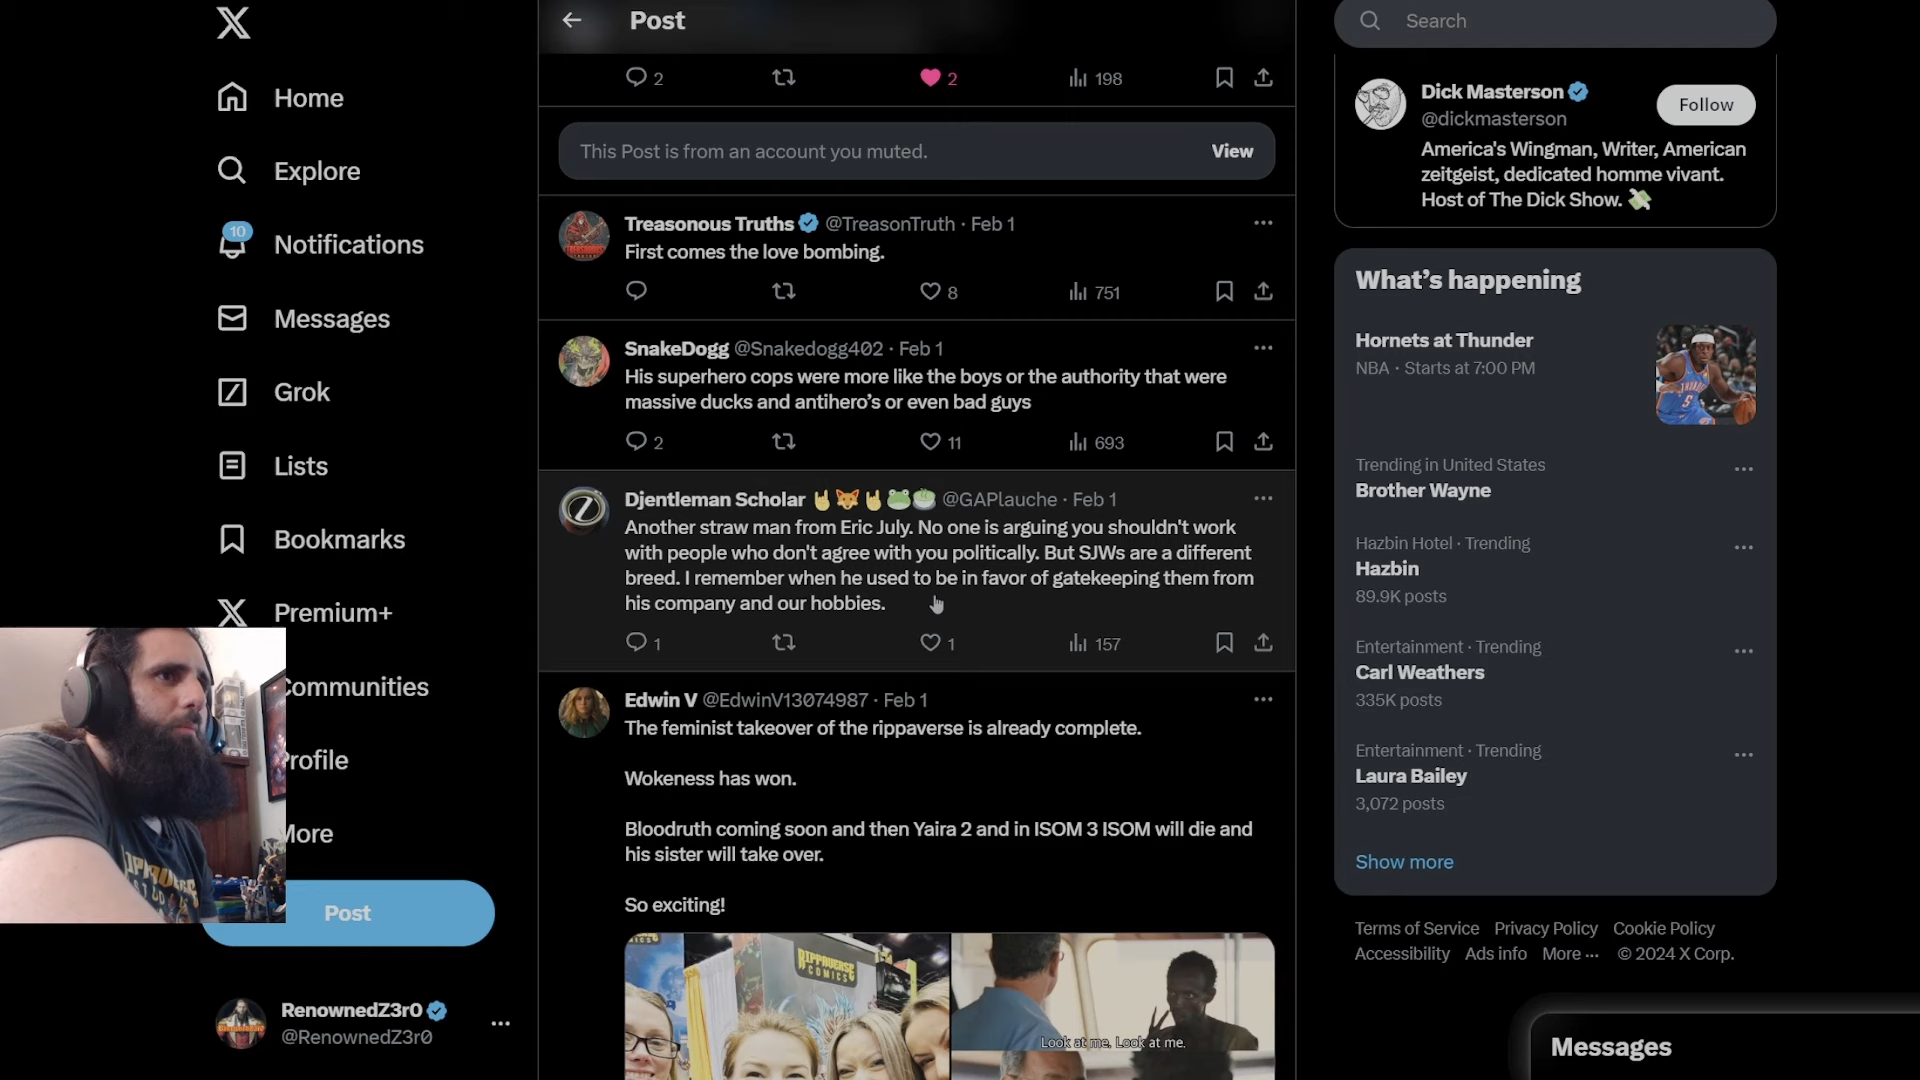 Home
Explore
10
Notifications
Messages
Grok
Lists
Bookmarks
Premium+
Communities
Profile
More
Post
RenownedZ3r0
@RenownedZ3r0
Post
2
2
198
This Post is from an account you muted.
View
Treasonous Truths @TreasonTruth · Feb 1
First comes the love bombing.
8
751
SnakeDogg @Snakedogg402 · Feb 1
His superhero cops were more like the boys or the authority that were
massive ducks and antihero's or even bad guys
2
11
693
Djentleman Scholar 🤘🦊🤘🐸🍵 @GAPlauche · Feb 1
Another straw man from Eric July. No one is arguing you shouldn't work
with people who don't agree with you politically. But SJWs are a different
breed. I remember when he used to be in favor of gatekeeping them from
his company and our hobbies.
1
1
157
Edwin V @EdwinV13074987 · Feb 1
The feminist takeover of the rippaverse is already complete.
Wokeness has won.
Bloodruth coming soon and then Yaira 2 and in ISOM 3 ISOM will die and
his sister will take over.
So exciting!
RIPPAVERSE
COMICS
Look at me. Look at me.
Search
Dick Masterson
@dickmasterson
Follow
America's Wingman, Writer, American
zeitgeist, dedicated homme vivant.
Host of The Dick Show. 💸
What's happening
Hornets at Thunder
NBA · Starts at 7:00 PM
Trending in United States
Brother Wayne
Hazbin Hotel · Trending
Hazbin
89.9K posts
Entertainment · Trending
Carl Weathers
335K posts
Entertainment · Trending
Laura Bailey
3,072 posts
Show more
Terms of Service Privacy Policy Cookie Policy
Accessibility Ads info More ··· © 2024 X Corp.
Messages